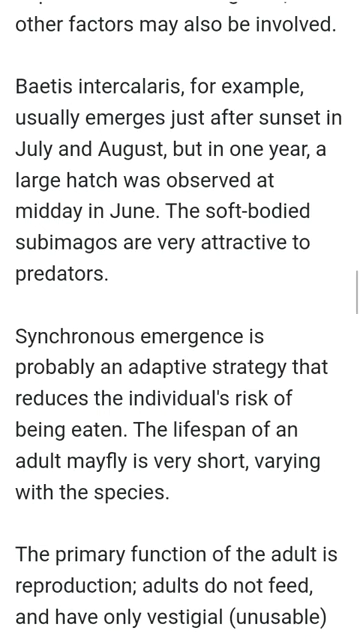 other factors may also be involved.
Baetis intercalaris, for example,
usually emerges just after sunset in
July and August, but in one year, a
large hatch was observed at
midday in June. The soft-bodied
subimagos are very attractive to
predators.
Synchronous emergence is
probably an adaptive strategy that
reduces the individual's risk of
being eaten. The lifespan of an
adult mayfly is very short, varying
with the species.
The primary function of the adult is
reproduction; adults do not feed,
and have only vestigial (unusable)